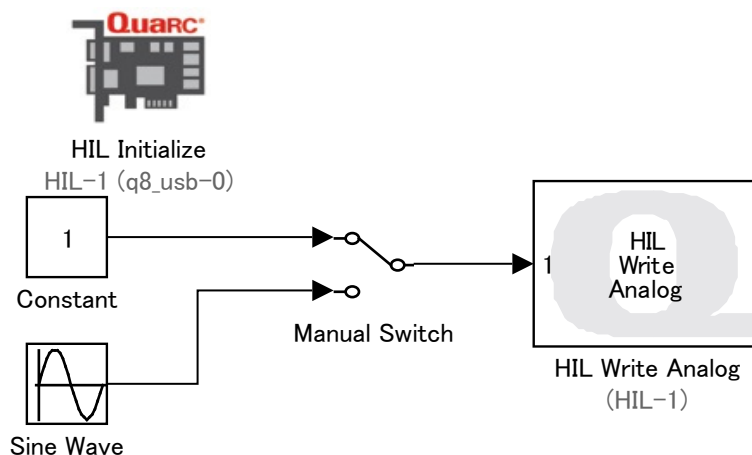 QUARC®
HIL Initialize
HIL-1 (q8_usb-0)
1
Constant
Manual Switch
1
HIL
Write
Analog
HIL Write Analog
(HIL-1)
Sine Wave